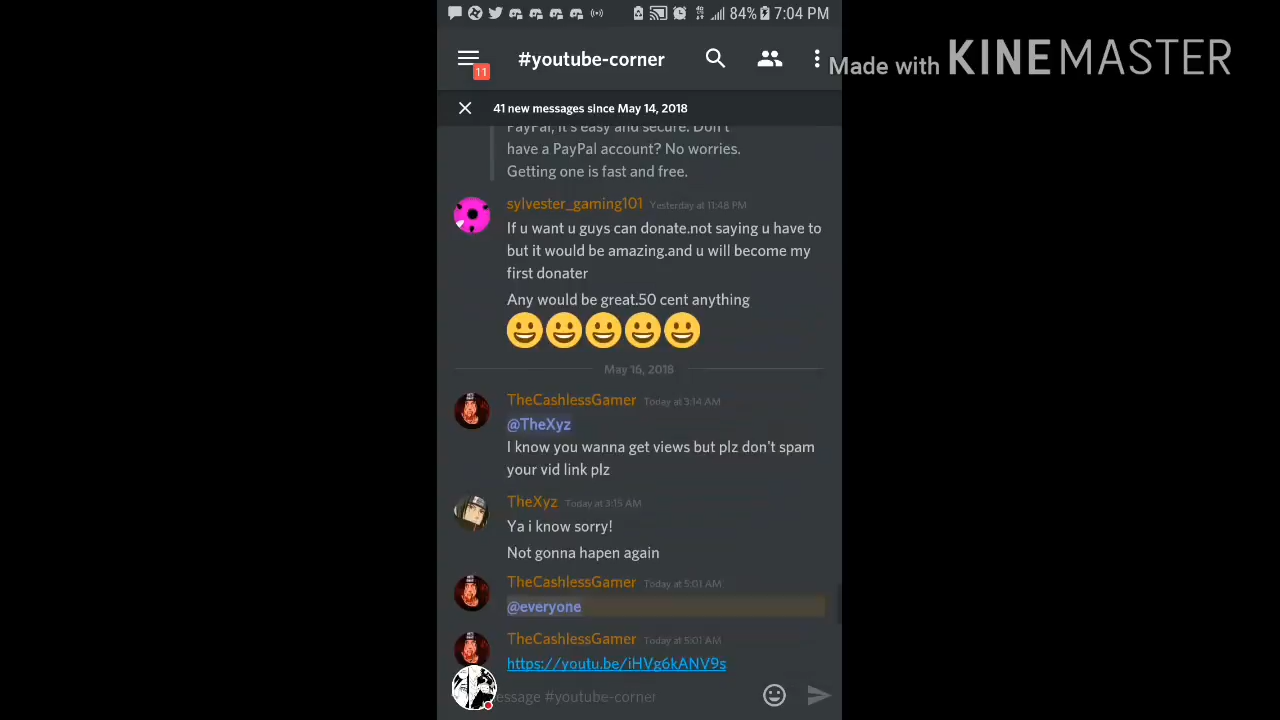 84% 7:04 PM
#youtube-corner
11
Made with KINEMASTER
41 new messages since May 14, 2018
PayPal, it's easy and secure. Don't
have a PayPal account? No worries.
Getting one is fast and free.
sylvester_gaming101 Yesterday at 11:48 PM
If u want u guys can donate.not saying u have to
but it would be amazing.and u will become my
first donater
Any would be great.50 cent anything
May 16, 2018
TheCashlessGamer Today at 3:14 AM
@TheXyz
I know you wanna get views but plz don't spam
your vid link plz
TheXyz Today at 3:15 AM
Ya i know sorry!
Not gonna hapen again
TheCashlessGamer Today at 5:01 AM
@everyone
TheCashlessGamer Today at 5:01 AM
https://youtu.be/iHVg6kANV9s
essage #youtube-corner